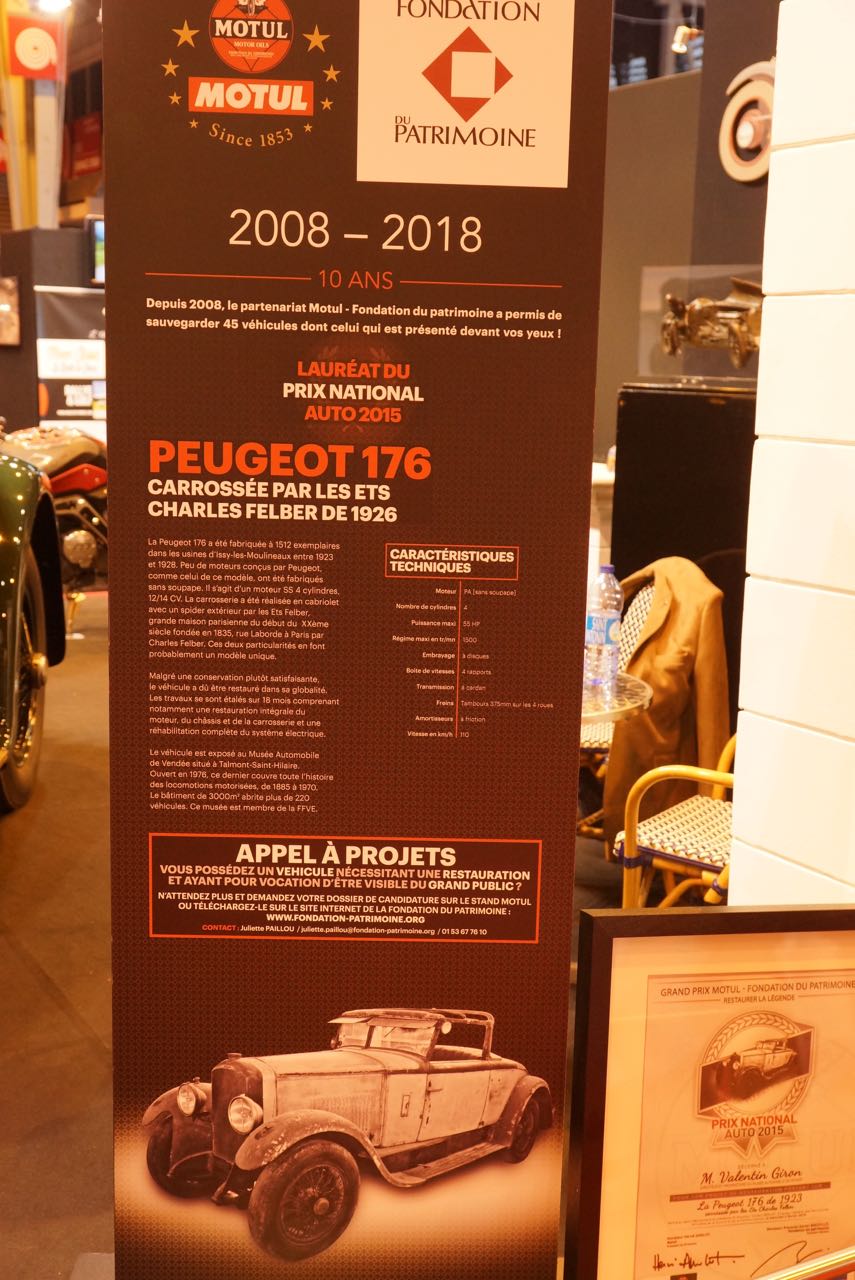 MOTUL
MOTOR OILS
MOTUL
Since 1853
FONDATION
DU
PATRIMOINE
2008 – 2018
10 ANS
Depuis 2008, le partenariat Motul - Fondation du patrimoine a permis de
sauvegarder 45 véhicules dont celui qui est présenté devant vos yeux !
LAURÉAT DU
PRIX NATIONAL
AUTO 2015
PEUGEOT 176
CARROSSÉE PAR LES ETS
CHARLES FELBER DE 1926
La Peugeot 176 a été fabriquée à 1512 exemplaires
dans les usines d'Issy-les-Moulineaux entre 1923
et 1928. Peu de moteurs conçus par Peugeot,
comme celui de ce modèle, ont été fabriqués
sans soupape. Il s'agit d'un moteur SS 4 cylindres,
12/14 CV. La carrosserie a été réalisée en cabriolet
avec un spider extérieur par les Ets Felber,
grande maison parisienne du début du XXème
siècle fondée en 1835, rue Laborde à Paris par
Charles Felber. Ces deux particularités en font
probablement un modèle unique.
Malgré une conservation plutôt satisfaisante,
le véhicule a dû être restauré dans sa globalité.
Les travaux se sont étalés sur 18 mois comprenant
notamment une restauration intégrale du
moteur, du châssis et de la carrosserie et une
réhabilitation complète du système électrique.
Le véhicule est exposé au Musée Automobile
de Vendée situé à Talmont-Saint-Hilaire.
Ouvert en 1976, ce dernier couvre toute l'histoire
des locomotions motorisées, de 1885 à 1970.
Le bâtiment de 3000m² abrite plus de 220
véhicules. Ce musée est membre de la FFVE.
CARACTÉRISTIQUES
TECHNIQUES
Moteur PA [sans soupape]
Nombre de cylindres 4
Puissance maxi 55 HP
Régime maxi en tr/mn 1500
Embrayage à disques
Boite de vitesses 4 rapports
Transmission à cardan
Freins Tambours 375mm sur les 4 roues
Amortisseurs à friction
Vitesse en km/h 110
APPEL À PROJETS
VOUS POSSÉDEZ UN VEHICULE NÉCESSITANT UNE RESTAURATION
ET AYANT POUR VOCATION D'ÊTRE VISIBLE DU GRAND PUBLIC ?
N'ATTENDEZ PLUS ET DEMANDEZ VOTRE DOSSIER DE CANDIDATURE SUR LE STAND MOTUL
OU TÉLÉCHARGEZ-LE SUR LE SITE INTERNET DE LA FONDATION DU PATRIMOINE :
WWW.FONDATION-PATRIMOINE.ORG
CONTACT : Juliette PAILLOU / juliette.paillou@fondation-patrimoine.org / 01 53 67 76 10
GRAND PRIX MOTUL - FONDATION DU PATRIMOINE
RESTAURER LA LÉGENDE
PRIX NATIONAL
AUTO 2015
DÉCERNÉ À
M. Valentin Giron
La Peugeot 176 de 1923
carrossée par les Ets Charles Felber